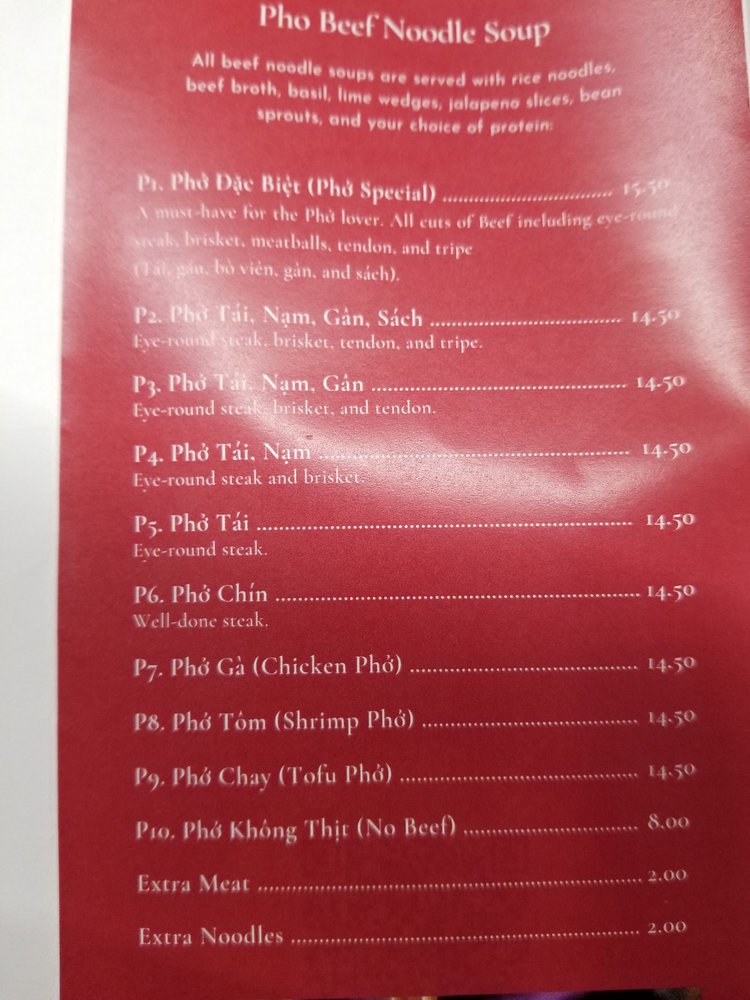 Pho Beef Noodle Soup
All beef noodle soups are served with rice noodles,
beef broth, basil, lime wedges, jalapeno slices, bean
sprouts, and your choice of protein:
P1. Phở Đặc Biệt (Phở Special) ........................ 15.50
A must-have for the Phở lover. All cuts of Beef including eye-round
steak, brisket, meatballs, tendon, and tripe
(Tái, gầu, bò viên, gân, and sách).
P2. Phở Tái, Nạm, Gân, Sách ........................ 14.50
Eye-round steak, brisket, tendon, and tripe.
P3. Phở Tái, Nạm, Gân ........................ 14.50
Eye-round steak, brisket, and tendon.
P4. Phở Tái, Nạm ........................ 14.50
Eye-round steak and brisket.
P5. Phở Tái ........................ 14.50
Eye-round steak.
P6. Phở Chín ........................ 14.50
Well-done steak.
P7. Phở Gà (Chicken Phở) ........................ 14.50
P8. Phở Tôm (Shrimp Phở) ........................ 14.50
P9. Phở Chay (Tofu Phở) ........................ 14.50
P10. Phở Không Thịt (No Beef) ........................ 8.00
Extra Meat ........................ 2.00
Extra Noodles ........................ 2.00